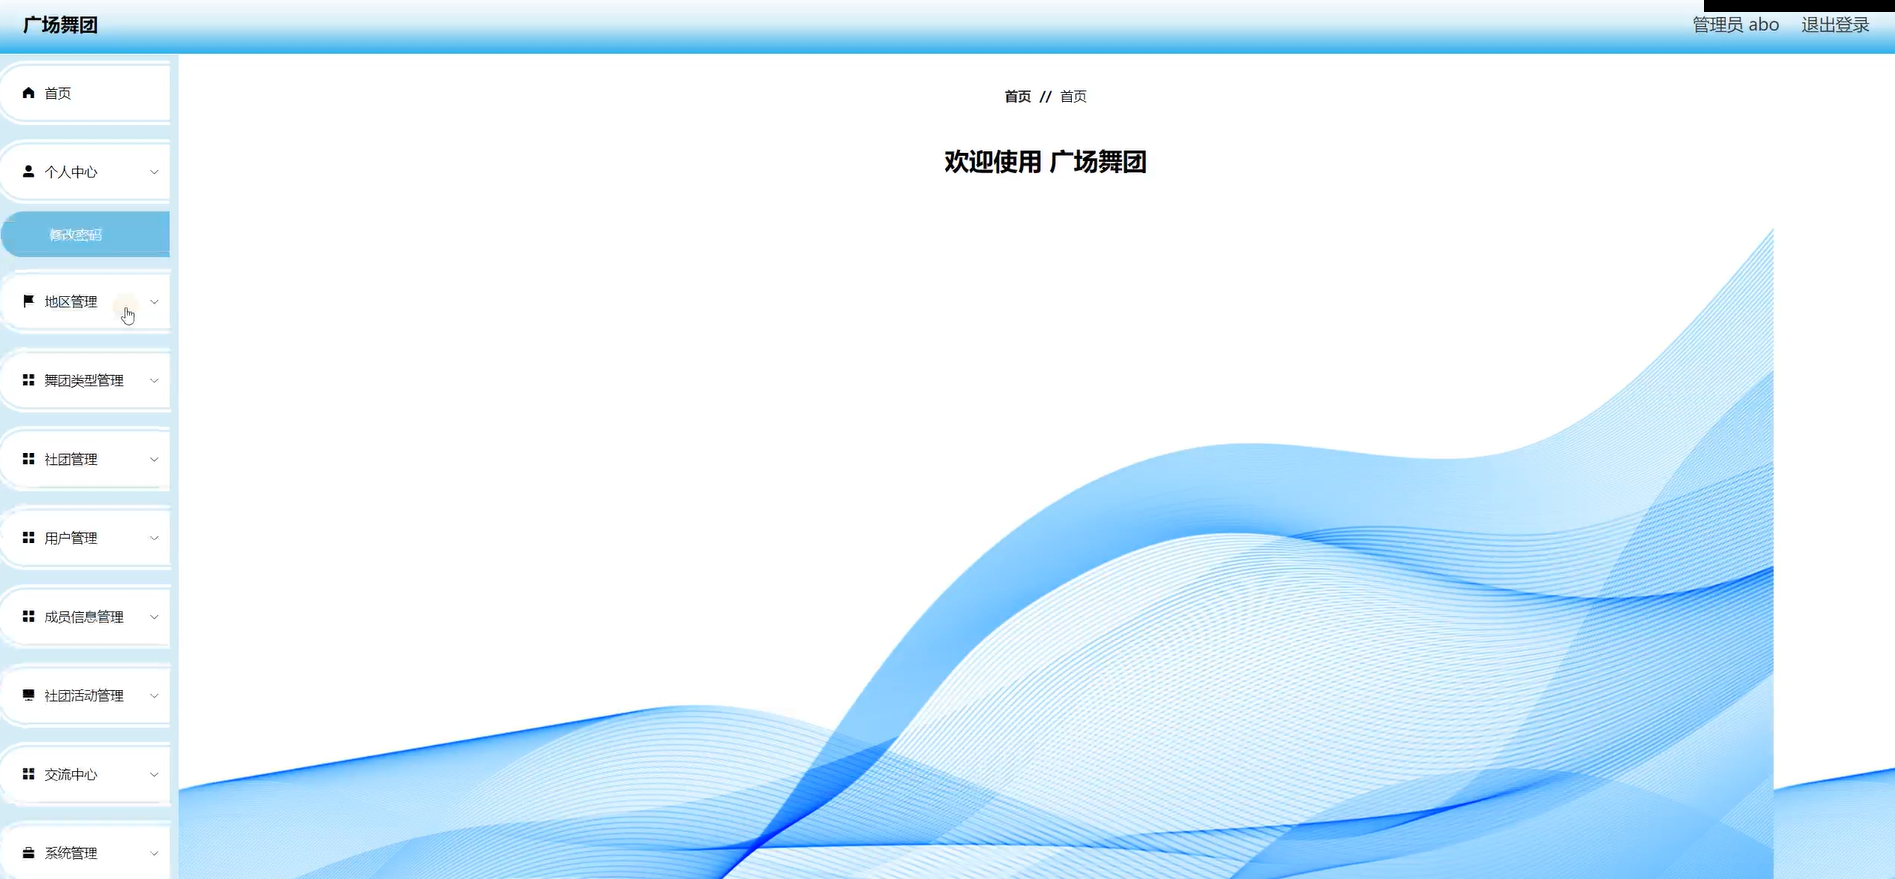 广场舞团
管理员 abo 退出登录
首页
个人中心
修改密码
地区管理
舞团类型管理
社团管理
用户管理
成员信息管理
社团活动管理
交流中心
系统管理
首页 // 首页
欢迎使用 广场舞团